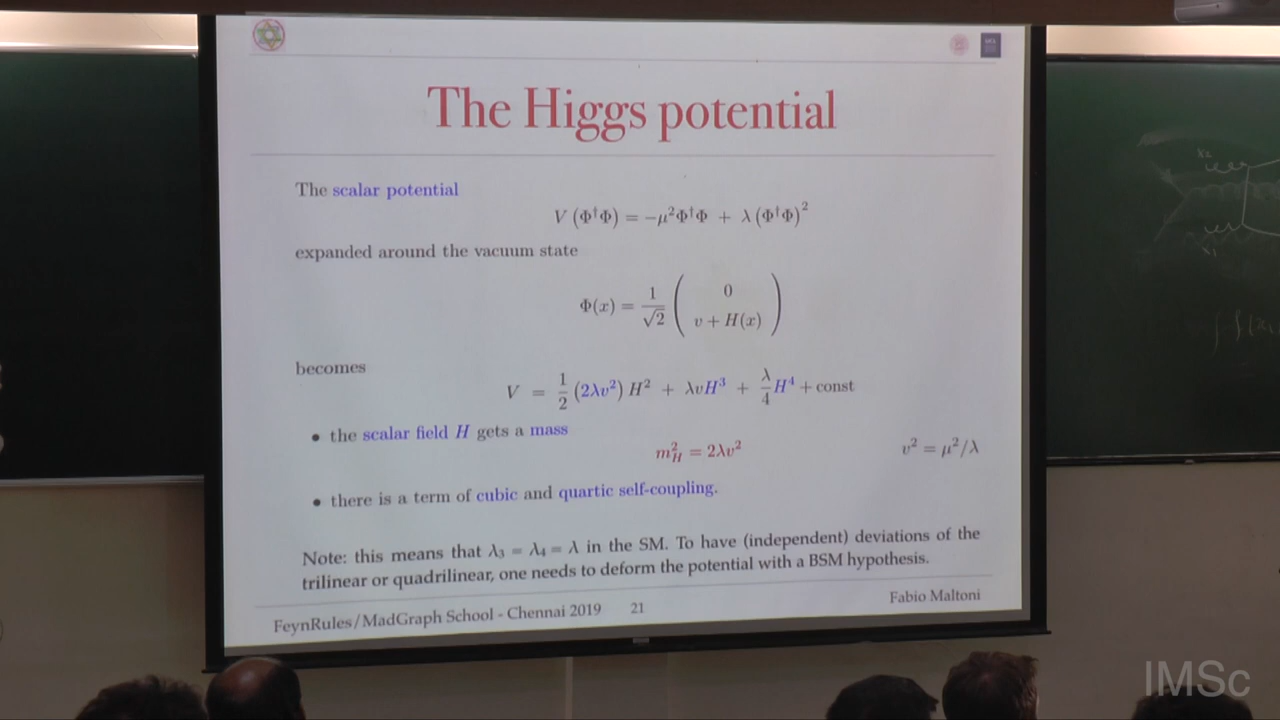 The Higgs potential
The scalar potential
V (Φ†Φ) = −μ²Φ†Φ + λ (Φ†Φ)²
expanded around the vacuum state
Φ(x) = 1/√2 ( 0
v + H(x) )
becomes
V = 1/2 (2λv²) H² + λvH³ + λ/4 H⁴ + const
• the scalar field H gets a mass
m²_H = 2λv² v² = μ²/λ
• there is a term of cubic and quartic self-coupling.
Note: this means that λ₃ = λ₄ = λ in the SM. To have (independent) deviations of the
trilinear or quadrilinear, one needs to deform the potential with a BSM hypothesis.
FeynRules/MadGraph School - Chennai 2019 21 Fabio Maltoni
IMSc